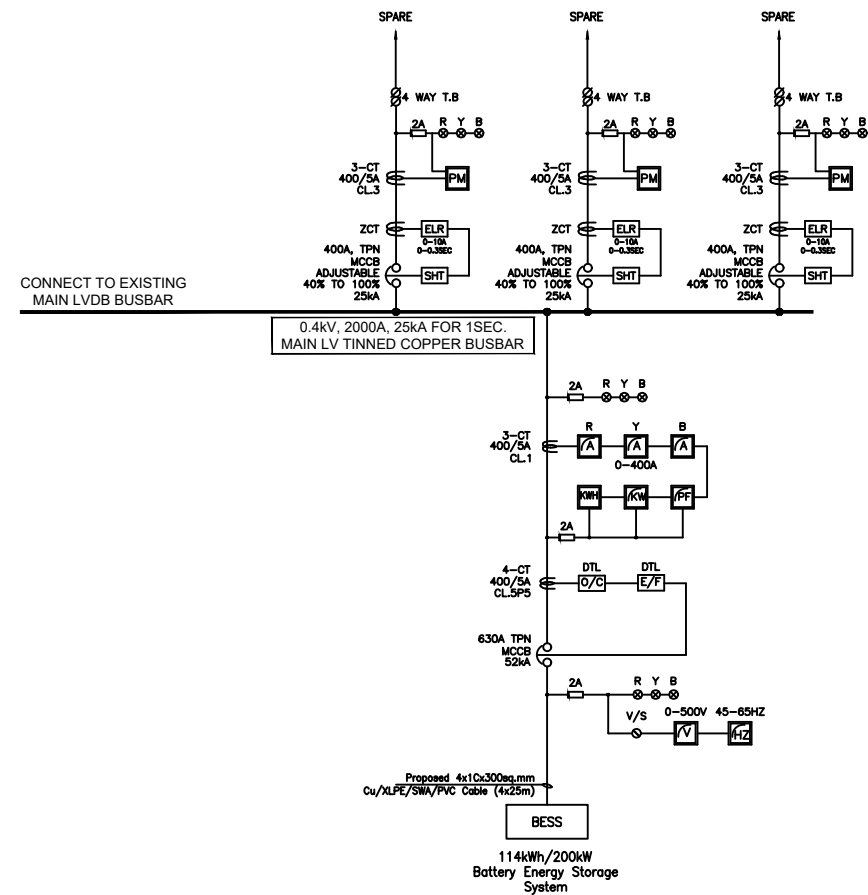 SPARE
SPARE
SPARE
4 WAY T.B
4 WAY T.B
4 WAY T.B
2A R Y B
2A R Y B
2A R Y B
3-CT
400/5A
CL.3
PM
3-CT
400/5A
CL.3
PM
3-CT
400/5A
CL.3
PM
ZCT
ELR
0-10A
0-0.3SEC
ZCT
ELR
0-10A
0-0.3SEC
ZCT
ELR
0-10A
0-0.3SEC
400A, TPN
MCCB
ADJUSTABLE
40% TO 100%
25kA
SHT
400A, TPN
MCCB
ADJUSTABLE
40% TO 100%
25kA
SHT
400A, TPN
MCCB
ADJUSTABLE
40% TO 100%
25kA
SHT
CONNECT TO EXISTING
MAIN LVDB BUSBAR
0.4kV, 2000A, 25kA FOR 1SEC.
MAIN LV TINNED COPPER BUSBAR
2A R Y B
3-CT
400/5A
CL.1
R Y B
A A A
0-400A
KWH KW PF
2A
4-CT
400/5A
CL.5P5
DTL DTL
O/C E/F
630A TPN
MCCB
52kA
2A R Y B
V/S 0-500V 45-65HZ
V HZ
Proposed 4x1Cx300sq.mm
Cu/XLPE/SWA/PVC Cable (4x25m)
BESS
114kWh/200kW
Battery Energy Storage
System